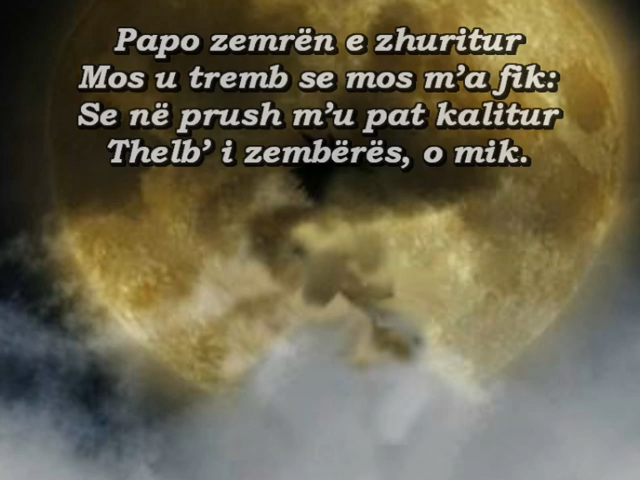 Papo zemrën e zhuritur
Mos u tremb se mos m’a fik:
Se në prush m’u pat kalitur
Thelb’ i zembërës, o mik.